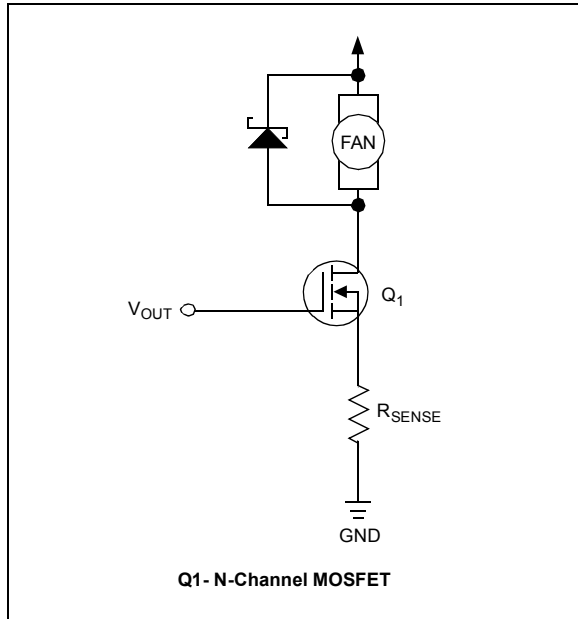 FAN
Q1
VOUT
RSENSE
GND
Q1- N-Channel MOSFET